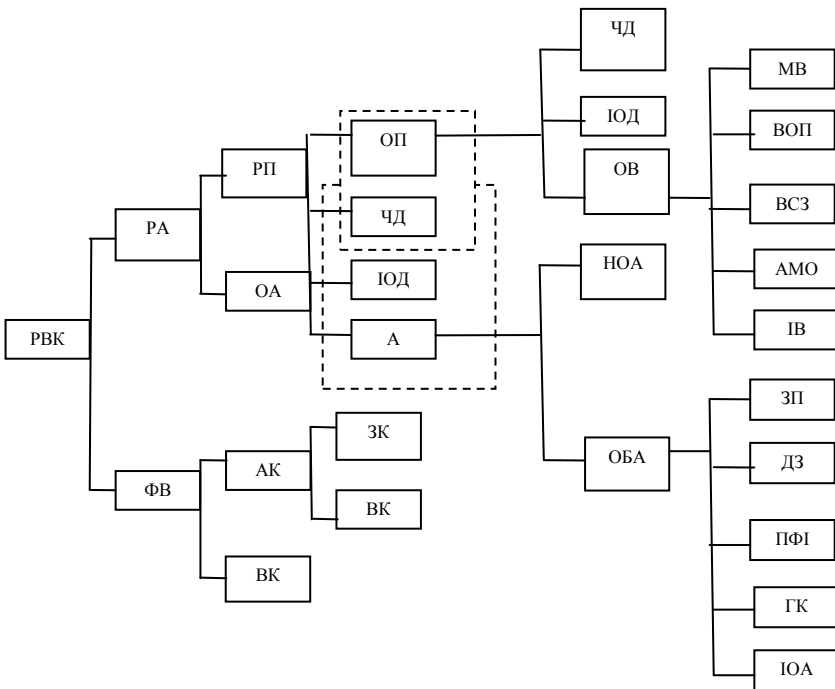 РВК
РА
ФВ
РП
ОА
АК
ВК
ОП
ЧД
ІОД
А
ЗК
ВК
ЧД
ІОД
ОВ
НОА
ОБА
МВ
ВОП
ВСЗ
АМО
ІВ
ЗП
ДЗ
ПФІ
ГК
ІОА